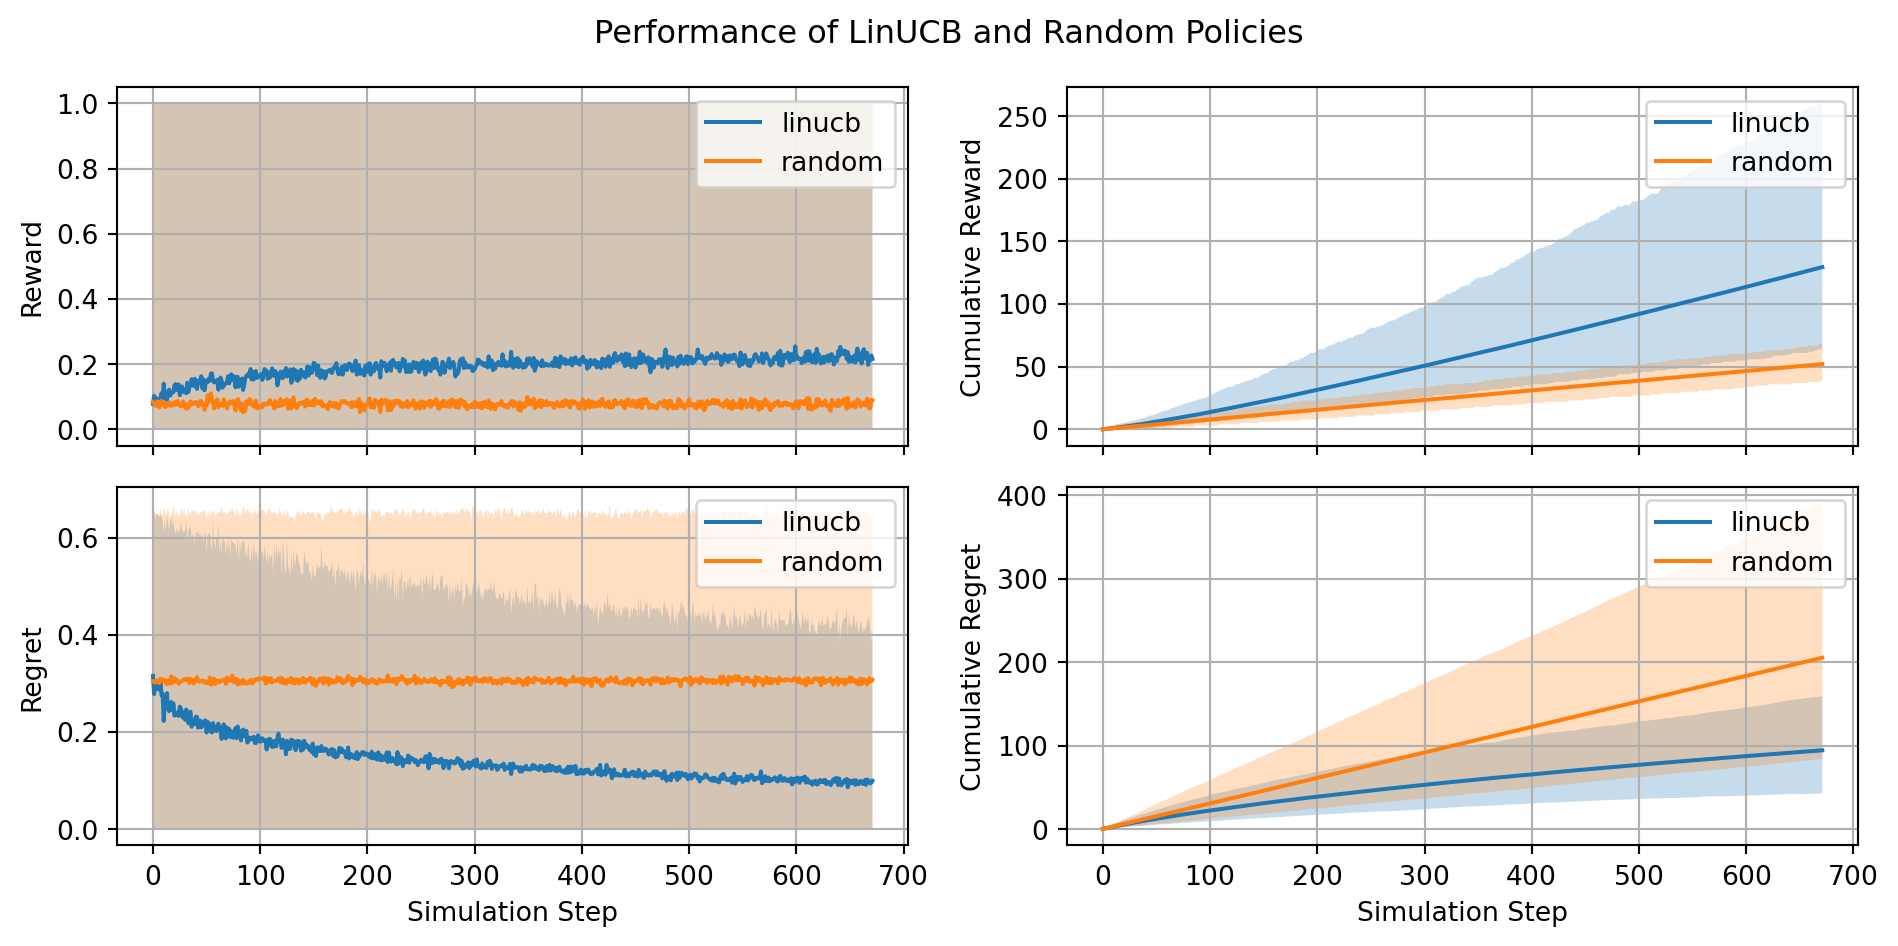 Performance of LinUCB and Random Policies
Reward
1.0
0.8
0.6
0.4
0.2
0.0
linucb
random
Cumulative Reward
250
200
150
100
50
0
linucb
random
Regret
0.6
0.4
0.2
0.0
linucb
random
0 100 200 300 400 500 600 700
Simulation Step
Cumulative Regret
400
300
200
100
0
linucb
random
0 100 200 300 400 500 600 700
Simulation Step